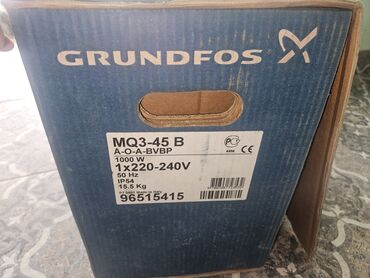 GRUNDFOS
MQ3-45 B
A-O-A-BVBP
1000 W
1x220-240V
50 Hz
IP54
15.5 Kg
96515415